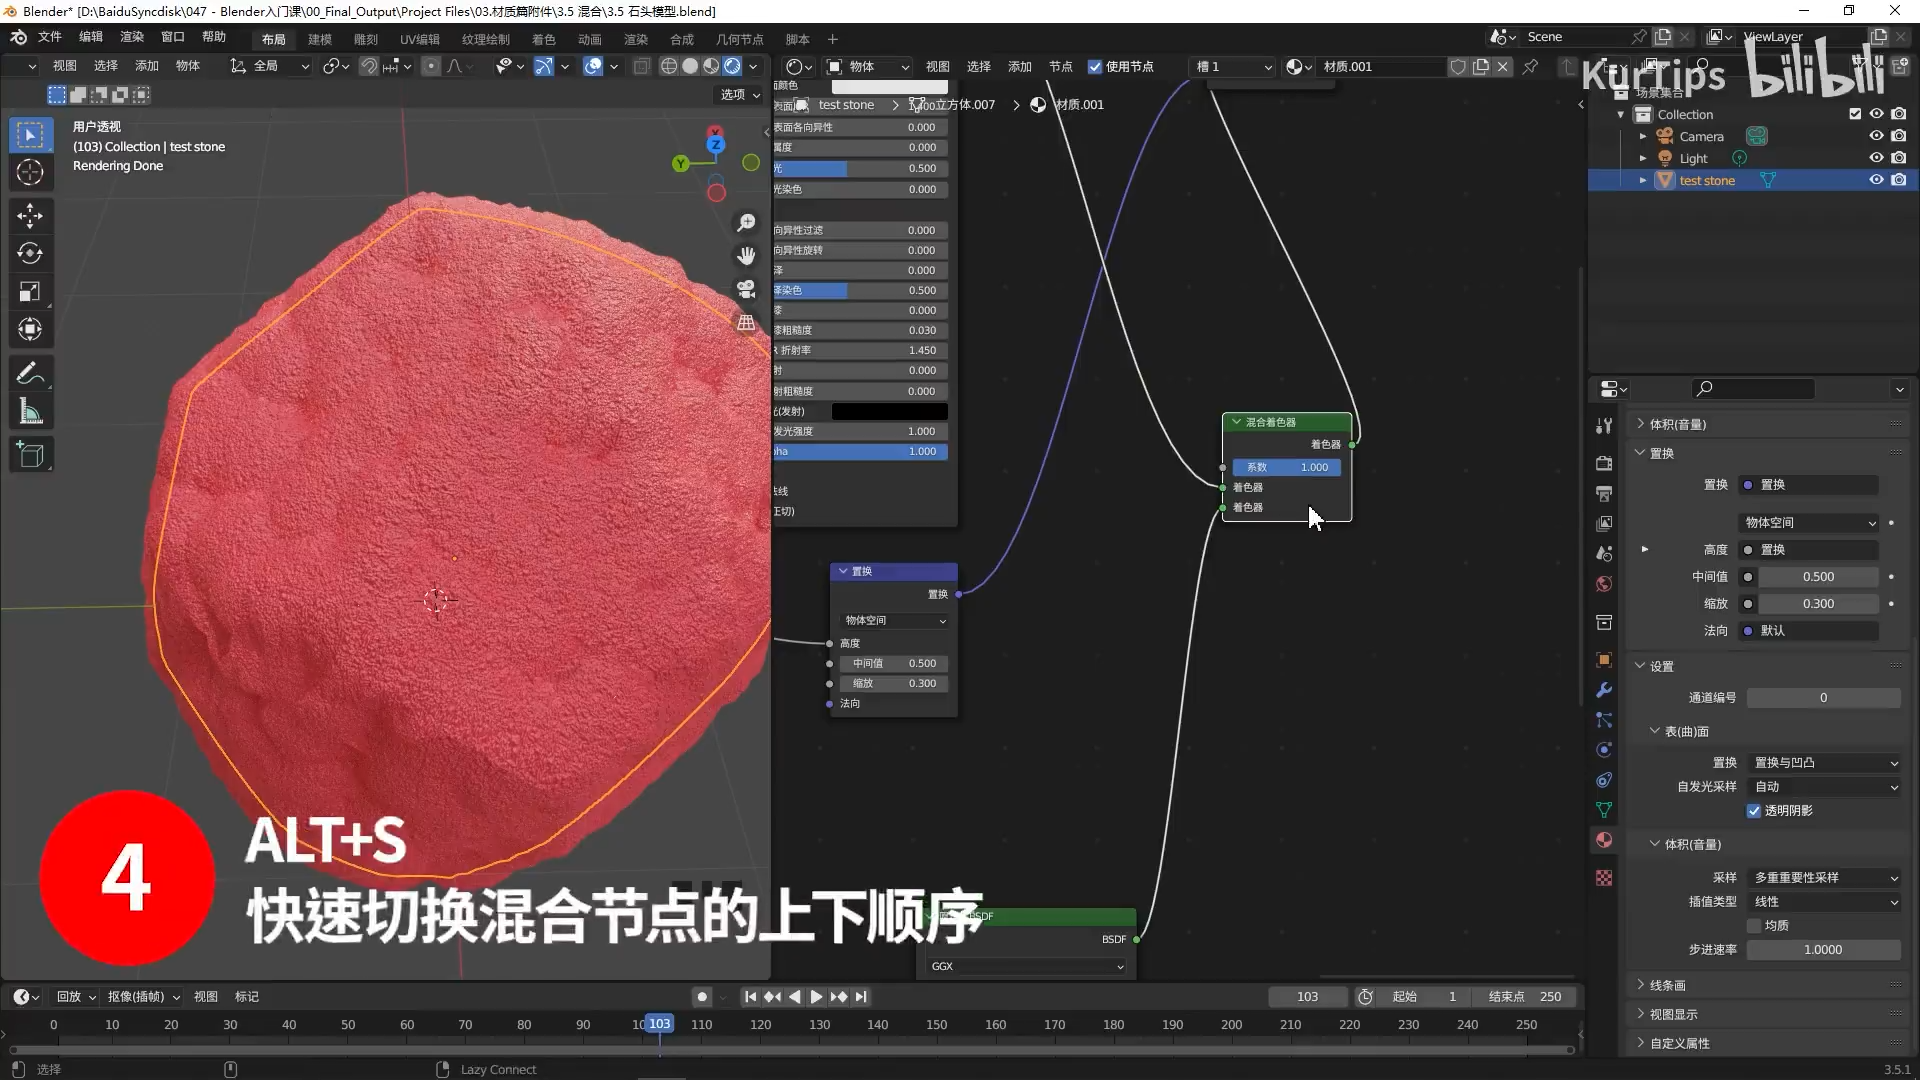 Blender* [D:\BaiduSyncdisk\047 - Blender入门课\00_Final_Output\Project Files\03.材质篇附件\3.5 混合\3.5 石头模型.blend]
文件 编辑 渲染 窗口 帮助 布局 建模 雕刻 UV编辑 纹理绘制 着色 动画 渲染 合成 几何节点 脚本 +
Scene ViewLayer
视图 选择 添加 物体 全局
物体 视图 选择 添加 节点 使用节点 槽 1 材质.001
KurTips bilibili
选项
test stone > 立方体.007 > 材质.001
用户透视
(103) Collection | test stone
Rendering Done
X
Y
Z
场景集合
Collection
Camera
Light
test stone
表面各向异性 0.000
0.000
0.500
光染色 0.000
向异性过滤 0.000
向异性旋转 0.000
0.000
染色 0.500
0.000
漆粗糙度 0.030
折射率 1.450
射 0.000
射粗糙度 0.000
(发射)
发光强度 1.000
ha 1.000
法线
正切)
混合着色器
着色器
系数 1.000
着色器
着色器
置换
置换
物体空间
高度
中间值 0.500
缩放 0.300
法向
BSDF
BSDF
GGX
4
ALT+S
快速切换混合节点的上下顺序
体积(音量)
置换
置换 置换
物体空间
高度 置换
中间值 0.500
缩放 0.300
法向 默认
设置
通道编号 0
表(曲)面
置换 置换与凹凸
自发光采样 自动
透明阴影
体积(音量)
采样 多重重要性采样
插值类型 线性
均质
步进速率 1.0000
线条画
视图显示
自定义属性
回放 抠像(插帧) 视图 标记
103 起始 1 结束点 250
0 10 20 30 40 50 60 70 80 90 103 110 120 130 140 150 160 170 180 190 200 210 220 230 240 250
选择 Lazy Connect 3.5.1